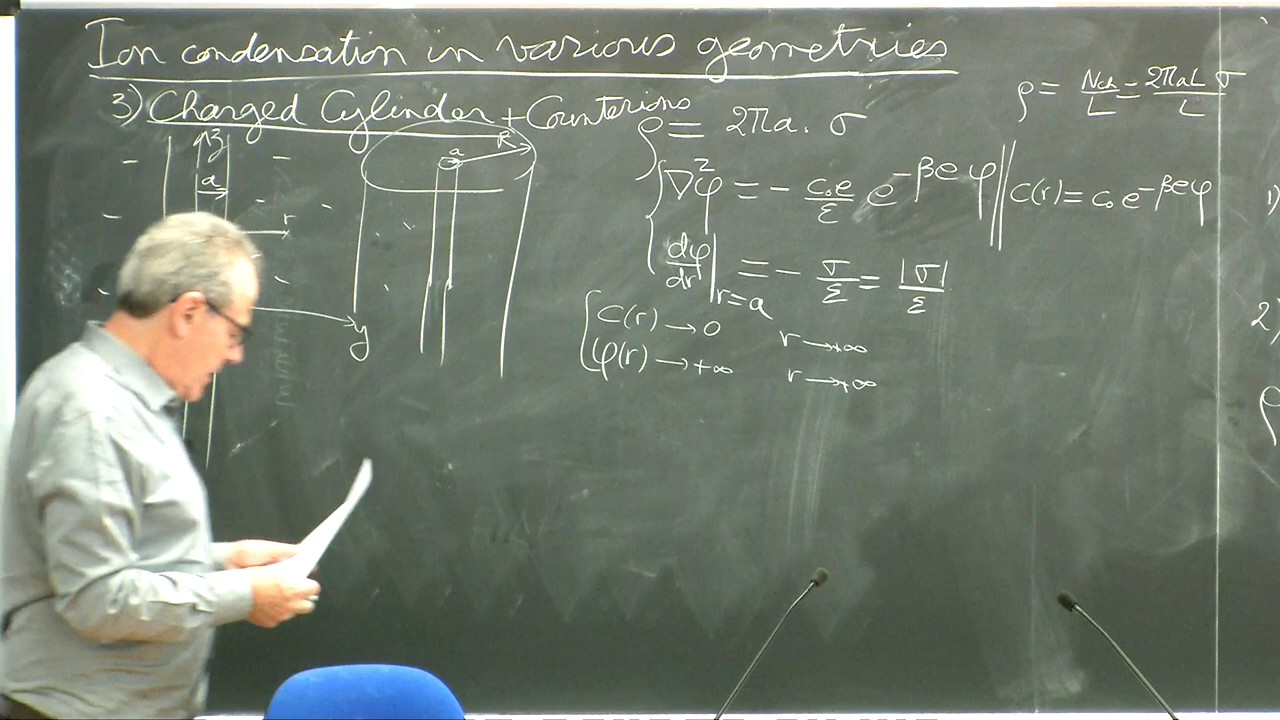 Ion condensation in various geometries
3) Charged Cylinder + Counterions
ρ = Nch/L = 2πaL σ/L
ρ = 2πa. σ
∇²φ = - c₀e/ε e^-βeφ || C(r) = c₀ e^-βeφ
dφ/dr|r=a = - σ/ε = |σ|/ε
C(r) → 0 r → +∞
φ(r) → +∞ r → +∞
z
a
r
y
a
R
1)
2)
ρ